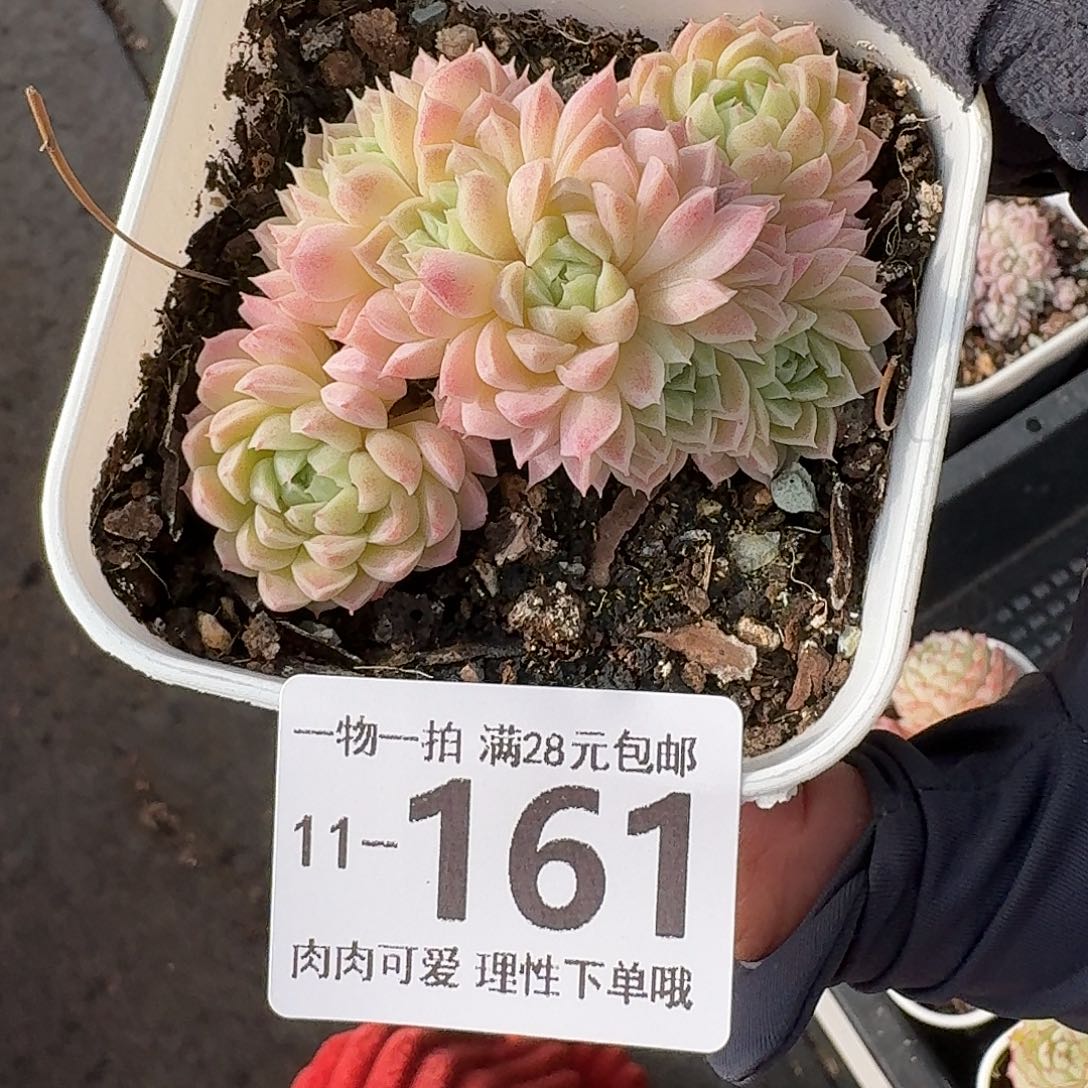 一物一拍 满28元包邮
11-161
肉肉可爱 理性下单哦